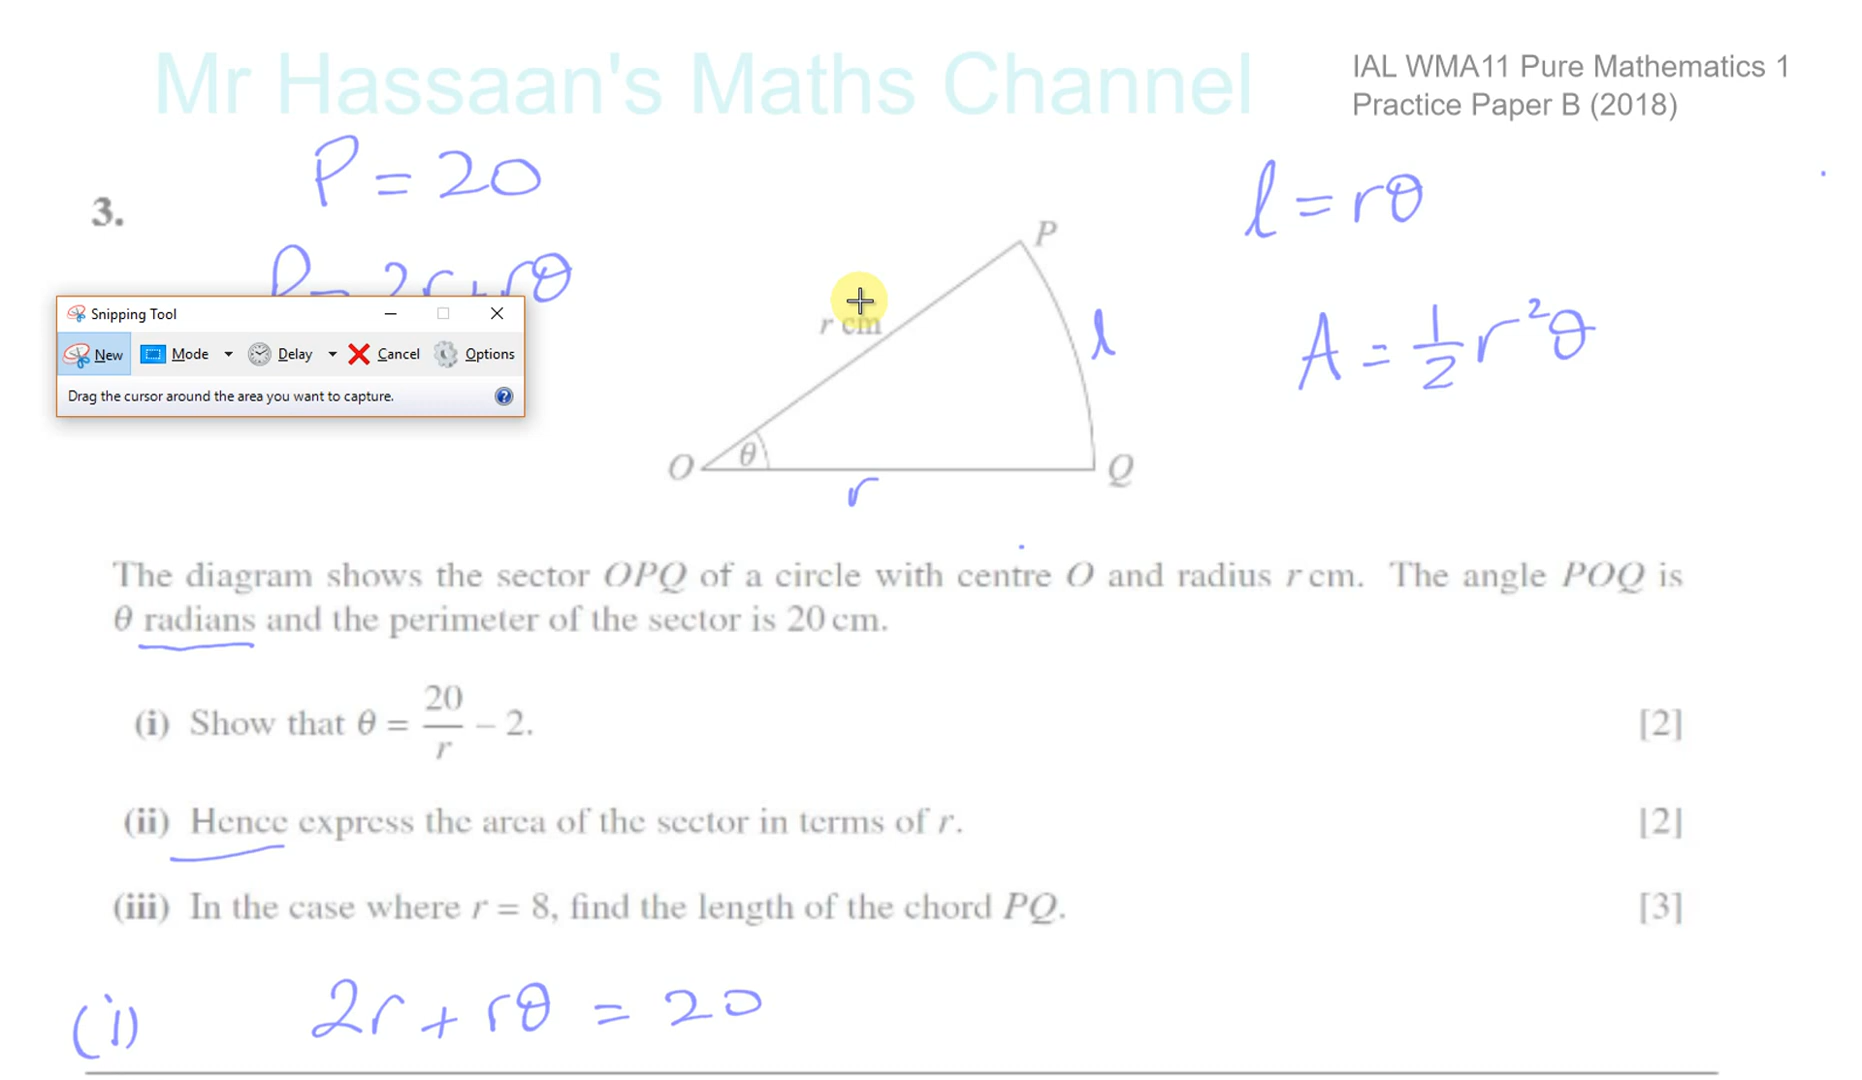 Mr Hassaan's Maths Channel
IAL WMA11 Pure Mathematics 1
Practice Paper B (2018)
P = 20
l = rθ
3.
P
P = 2r + rθ
Snipping Tool
New Mode Delay Cancel Options
Drag the cursor around the area you want to capture.
r cm
l
A = 1/2 r²θ
O
θ
Q
r
The diagram shows the sector OPQ of a circle with centre O and radius r cm. The angle POQ is
θ radians and the perimeter of the sector is 20 cm.
(i) Show that θ = 20/r − 2. [2]
(ii) Hence express the area of the sector in terms of r. [2]
(iii) In the case where r = 8, find the length of the chord PQ. [3]
(i) 2r + rθ = 20